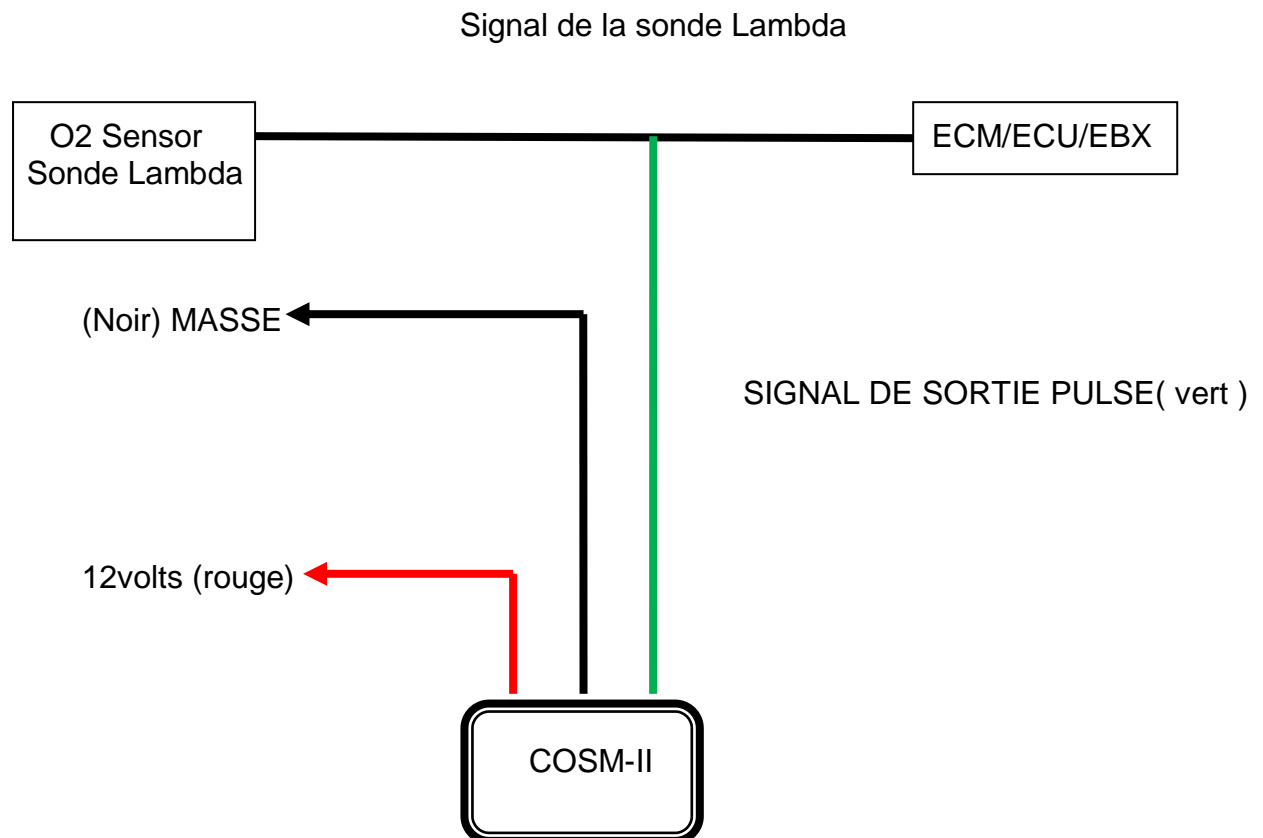 Signal de la sonde Lambda
O2 Sensor
Sonde Lambda
ECM/ECU/EBX
(Noir) MASSE
SIGNAL DE SORTIE PULSE( vert )
12volts (rouge)
COSM-II